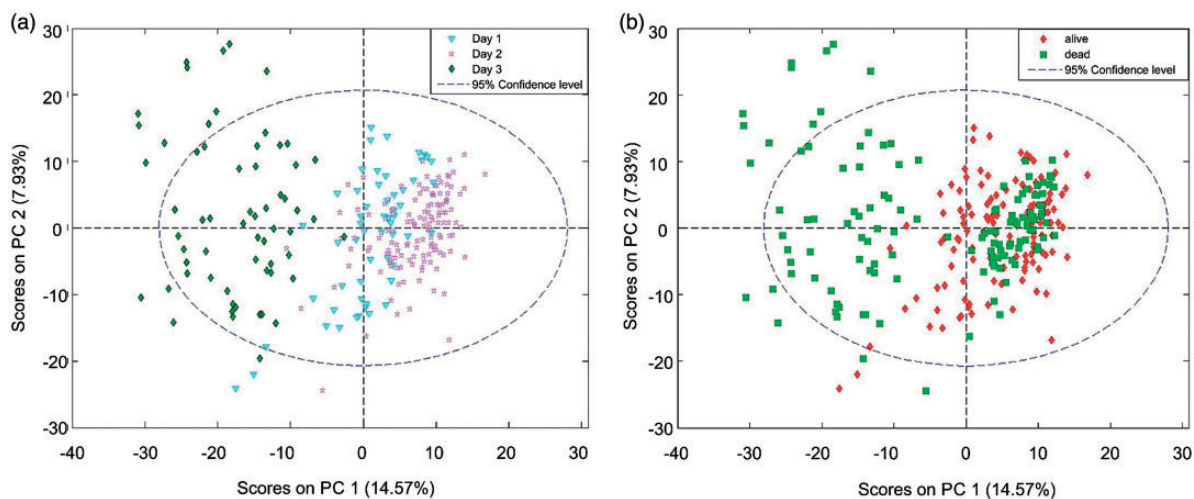 (a)
30
20
10
0
-10
-20
-30
-40
-30
-20
-10
0
10
20
30
Scores on PC 2 (7.93%)
Scores on PC 1 (14.57%)
Day 1
Day 2
Day 3
95% Confidence level
(b)
30
20
10
0
-10
-20
-30
-40
-30
-20
-10
0
10
20
30
Scores on PC 2 (7.93%)
Scores on PC 1 (14.57%)
alive
dead
95% Confidence level